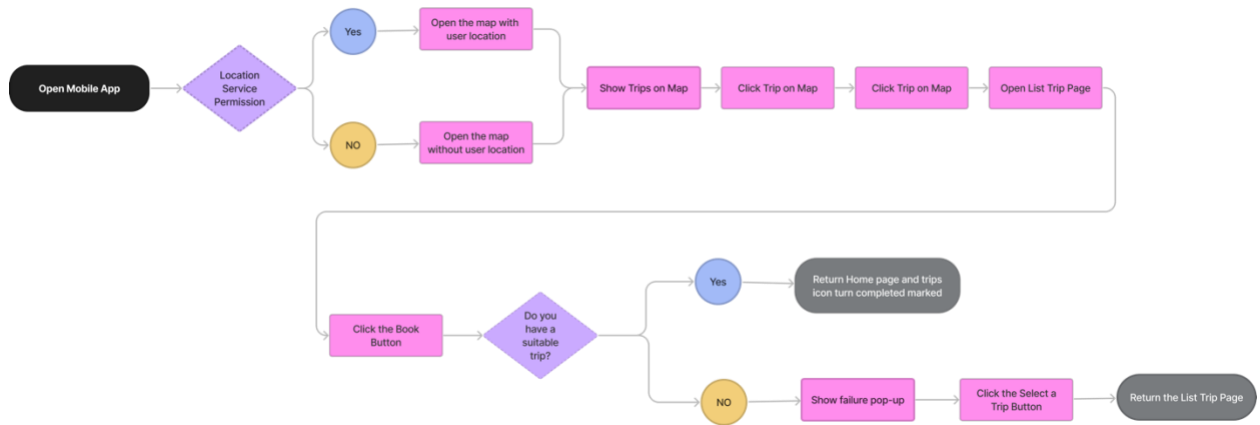 Open Mobile App
Location
Service
Permission
Yes
Open the map with
user location
NO
Open the map
without user location
Show Trips on Map
Click Trip on Map
Click Trip on Map
Open List Trip Page
Click the Book
Button
Do you
have a
suitable
trip?
Yes
Return Home page and trips
icon turn completed marked
NO
Show failure pop-up
Click the Select a
Trip Button
Return the List Trip Page